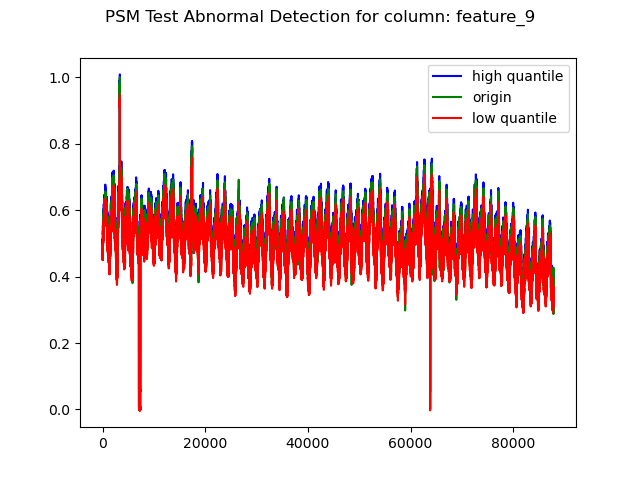 PSM Test Abnormal Detection for column: feature_9
high quantile
origin
low quantile
1.0
0.8
0.6
0.4
0.2
0.0
0 20000 40000 60000 80000